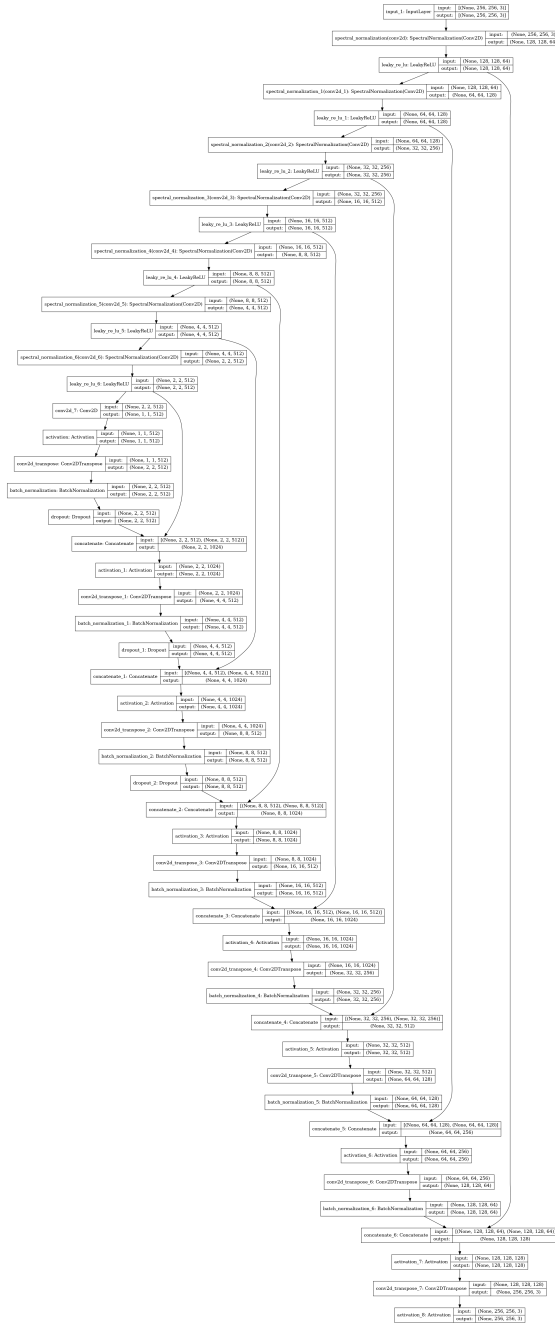 input_1: InputLayer input: [(None, 256, 256, 3)]
output: [(None, 256, 256, 3)]
spectral_normalization(conv2d): SpectralNormalization(Conv2D) input: (None, 256, 256, 3)
output: (None, 128, 128, 64)
leaky_re_lu: LeakyReLU input: (None, 128, 128, 64)
output: (None, 128, 128, 64)
spectral_normalization_1(conv2d_1): SpectralNormalization(Conv2D) input: (None, 128, 128, 64)
output: (None, 64, 64, 128)
leaky_re_lu_1: LeakyReLU input: (None, 64, 64, 128)
output: (None, 64, 64, 128)
spectral_normalization_2(conv2d_2): SpectralNormalization(Conv2D) input: (None, 64, 64, 128)
output: (None, 32, 32, 256)
leaky_re_lu_2: LeakyReLU input: (None, 32, 32, 256)
output: (None, 32, 32, 256)
spectral_normalization_3(conv2d_3): SpectralNormalization(Conv2D) input: (None, 32, 32, 256)
output: (None, 16, 16, 512)
leaky_re_lu_3: LeakyReLU input: (None, 16, 16, 512)
output: (None, 16, 16, 512)
spectral_normalization_4(conv2d_4): SpectralNormalization(Conv2D) input: (None, 16, 16, 512)
output: (None, 8, 8, 512)
leaky_re_lu_4: LeakyReLU input: (None, 8, 8, 512)
output: (None, 8, 8, 512)
spectral_normalization_5(conv2d_5): SpectralNormalization(Conv2D) input: (None, 8, 8, 512)
output: (None, 4, 4, 512)
leaky_re_lu_5: LeakyReLU input: (None, 4, 4, 512)
output: (None, 4, 4, 512)
spectral_normalization_6(conv2d_6): SpectralNormalization(Conv2D) input: (None, 4, 4, 512)
output: (None, 2, 2, 512)
leaky_re_lu_6: LeakyReLU input: (None, 2, 2, 512)
output: (None, 2, 2, 512)
conv2d_7: Conv2D input: (None, 2, 2, 512)
output: (None, 1, 1, 512)
activation: Activation input: (None, 1, 1, 512)
output: (None, 1, 1, 512)
conv2d_transpose: Conv2DTranspose input: (None, 1, 1, 512)
output: (None, 2, 2, 512)
batch_normalization: BatchNormalization input: (None, 2, 2, 512)
output: (None, 2, 2, 512)
dropout: Dropout input: (None, 2, 2, 512)
output: (None, 2, 2, 512)
concatenate: Concatenate input: [(None, 2, 2, 512), (None, 2, 2, 512)]
output: (None, 2, 2, 1024)
activation_1: Activation input: (None, 2, 2, 1024)
output: (None, 2, 2, 1024)
conv2d_transpose_1: Conv2DTranspose input: (None, 2, 2, 1024)
output: (None, 4, 4, 512)
batch_normalization_1: BatchNormalization input: (None, 4, 4, 512)
output: (None, 4, 4, 512)
dropout_1: Dropout input: (None, 4, 4, 512)
output: (None, 4, 4, 512)
concatenate_1: Concatenate input: [(None, 4, 4, 512), (None, 4, 4, 512)]
output: (None, 4, 4, 1024)
activation_2: Activation input: (None, 4, 4, 1024)
output: (None, 4, 4, 1024)
conv2d_transpose_2: Conv2DTranspose input: (None, 4, 4, 1024)
output: (None, 8, 8, 512)
batch_normalization_2: BatchNormalization input: (None, 8, 8, 512)
output: (None, 8, 8, 512)
dropout_2: Dropout input: (None, 8, 8, 512)
output: (None, 8, 8, 512)
concatenate_2: Concatenate input: [(None, 8, 8, 512), (None, 8, 8, 512)]
output: (None, 8, 8, 1024)
activation_3: Activation input: (None, 8, 8, 1024)
output: (None, 8, 8, 1024)
conv2d_transpose_3: Conv2DTranspose input: (None, 8, 8, 1024)
output: (None, 16, 16, 512)
batch_normalization_3: BatchNormalization input: (None, 16, 16, 512)
output: (None, 16, 16, 512)
concatenate_3: Concatenate input: [(None, 16, 16, 512), (None, 16, 16, 512)]
output: (None, 16, 16, 1024)
activation_4: Activation input: (None, 16, 16, 1024)
output: (None, 16, 16, 1024)
conv2d_transpose_4: Conv2DTranspose input: (None, 16, 16, 1024)
output: (None, 32, 32, 256)
batch_normalization_4: BatchNormalization input: (None, 32, 32, 256)
output: (None, 32, 32, 256)
concatenate_4: Concatenate input: [(None, 32, 32, 256), (None, 32, 32, 256)]
output: (None, 32, 32, 512)
activation_5: Activation input: (None, 32, 32, 512)
output: (None, 32, 32, 512)
conv2d_transpose_5: Conv2DTranspose input: (None, 32, 32, 512)
output: (None, 64, 64, 128)
batch_normalization_5: BatchNormalization input: (None, 64, 64, 128)
output: (None, 64, 64, 128)
concatenate_5: Concatenate input: [(None, 64, 64, 128), (None, 64, 64, 128)]
output: (None, 64, 64, 256)
activation_6: Activation input: (None, 64, 64, 256)
output: (None, 64, 64, 256)
conv2d_transpose_6: Conv2DTranspose input: (None, 64, 64, 256)
output: (None, 128, 128, 64)
batch_normalization_6: BatchNormalization input: (None, 128, 128, 64)
output: (None, 128, 128, 64)
concatenate_6: Concatenate input: [(None, 128, 128, 64), (None, 128, 128, 64)]
output: (None, 128, 128, 128)
activation_7: Activation input: (None, 128, 128, 128)
output: (None, 128, 128, 128)
conv2d_transpose_7: Conv2DTranspose input: (None, 128, 128, 128)
output: (None, 256, 256, 3)
activation_8: Activation input: (None, 256, 256, 3)
output: (None, 256, 256, 3)